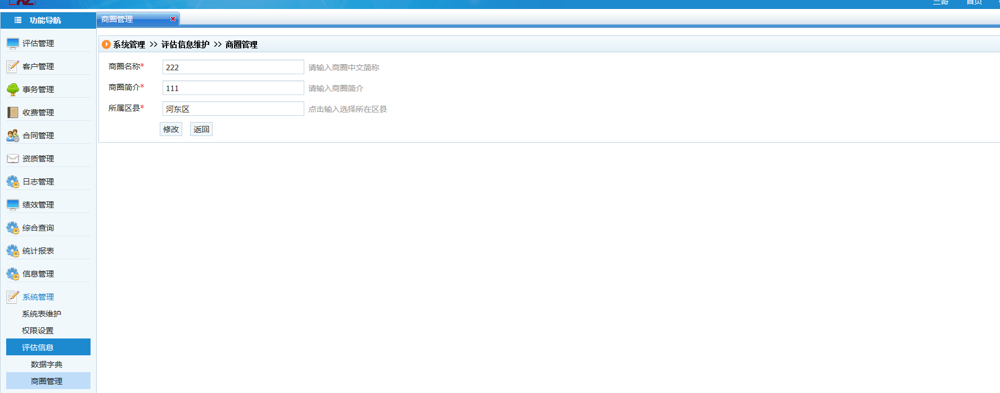 三哥 首页
功能导航
商圈管理
评估管理
客户管理
事务管理
收费管理
合同管理
资质管理
日志管理
绩效管理
综合查询
统计报表
信息管理
系统管理
系统表维护
权限设置
评估信息
数据字典
商圈管理
系统管理 >> 评估信息维护 >> 商圈管理
商圈名称* 222 请输入商圈中文简称
商圈简介* 111 请输入商圈简介
所属区县* 河东区 点击输入选择所在区县
修改 返回